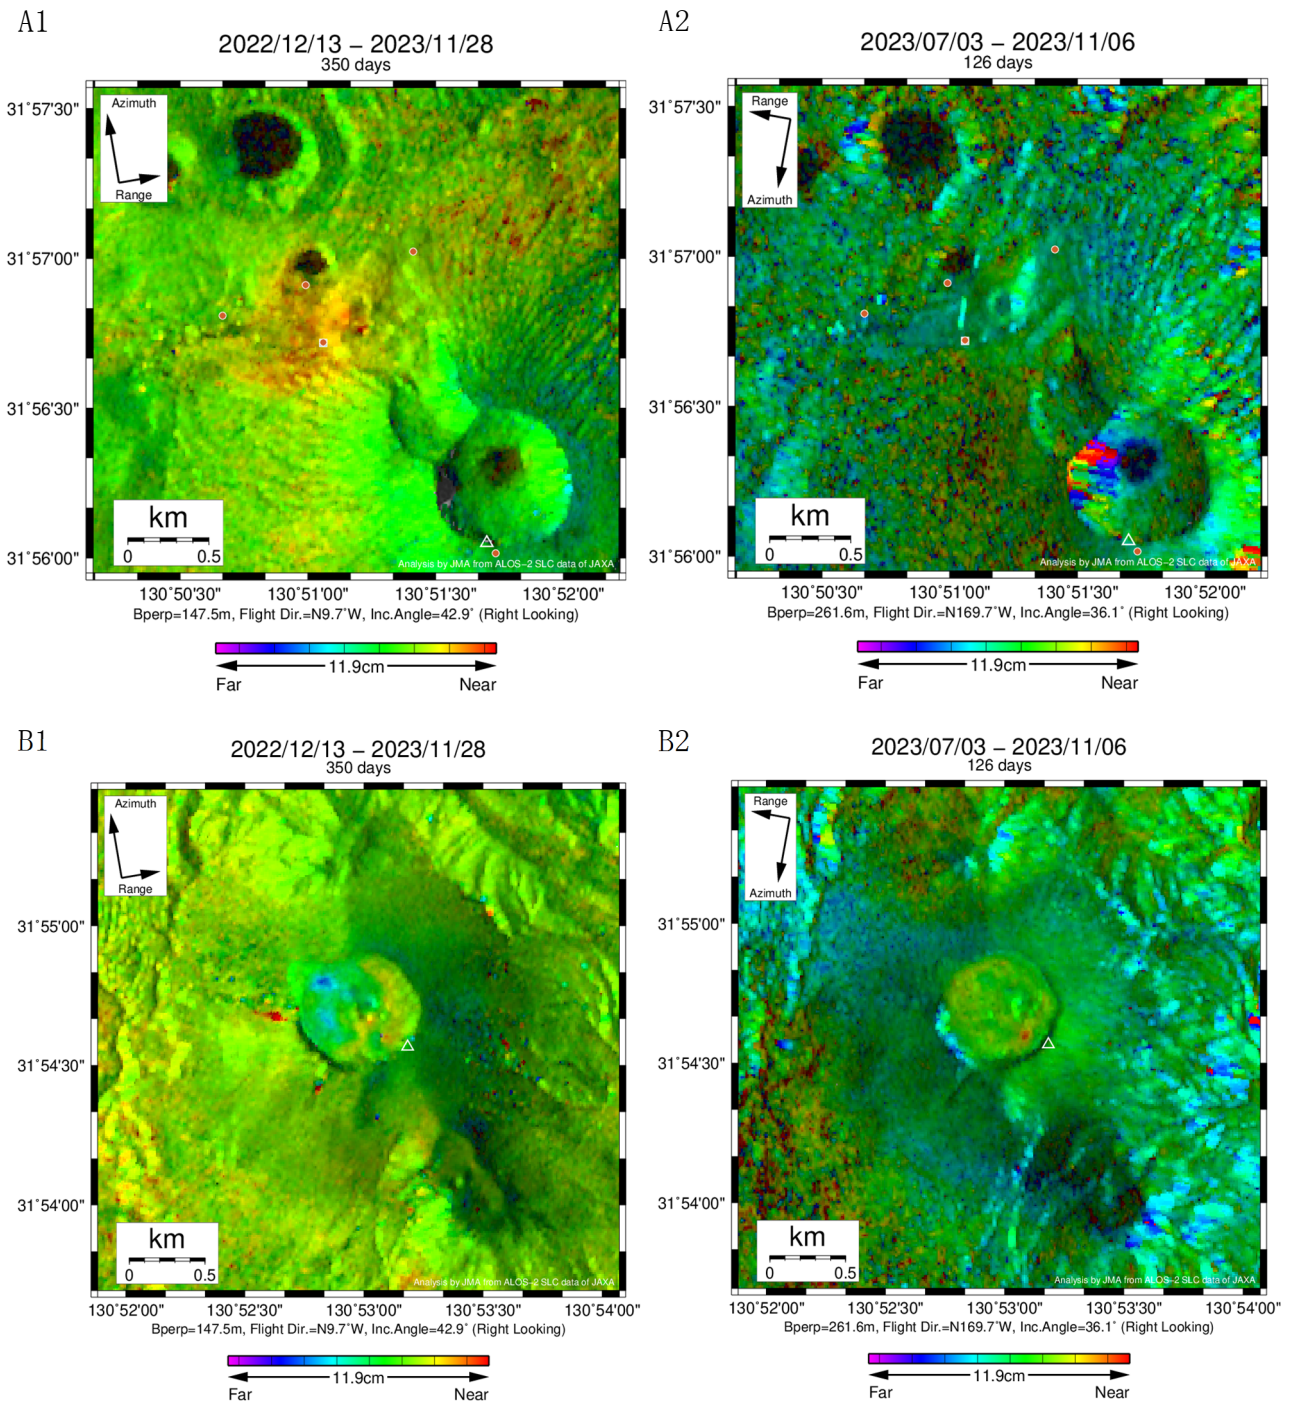 A1
2022/12/13 − 2023/11/28
350 days
31˚57'30"
31˚57'00"
31˚56'30"
31˚56'00"
Azimuth
Range
km
0 0.5
Analysis by JMA from ALOS−2 SLC data of JAXA
130˚50'30" 130˚51'00" 130˚51'30" 130˚52'00"
Bperp=147.5m, Flight Dir.=N9.7˚W, Inc.Angle=42.9˚ (Right Looking)
11.9cm
Far Near
A2
2023/07/03 − 2023/11/06
126 days
31˚57'30"
31˚57'00"
31˚56'30"
31˚56'00"
Range
Azimuth
km
0 0.5
Analysis by JMA from ALOS−2 SLC data of JAXA
130˚50'30" 130˚51'00" 130˚51'30" 130˚52'00"
Bperp=261.6m, Flight Dir.=N169.7˚W, Inc.Angle=36.1˚ (Right Looking)
11.9cm
Far Near
B1
2022/12/13 − 2023/11/28
350 days
31˚55'00"
31˚54'30"
31˚54'00"
Azimuth
Range
km
0 0.5
Analysis by JMA from ALOS−2 SLC data of JAXA
130˚52'00" 130˚52'30" 130˚53'00" 130˚53'30" 130˚54'00"
Bperp=147.5m, Flight Dir.=N9.7˚W, Inc.Angle=42.9˚ (Right Looking)
11.9cm
Far Near
B2
2023/07/03 − 2023/11/06
126 days
31˚55'00"
31˚54'30"
31˚54'00"
Range
Azimuth
km
0 0.5
Analysis by JMA from ALOS−2 SLC data of JAXA
130˚52'00" 130˚52'30" 130˚53'00" 130˚53'30" 130˚54'00"
Bperp=261.6m, Flight Dir.=N169.7˚W, Inc.Angle=36.1˚ (Right Looking)
11.9cm
Far Near